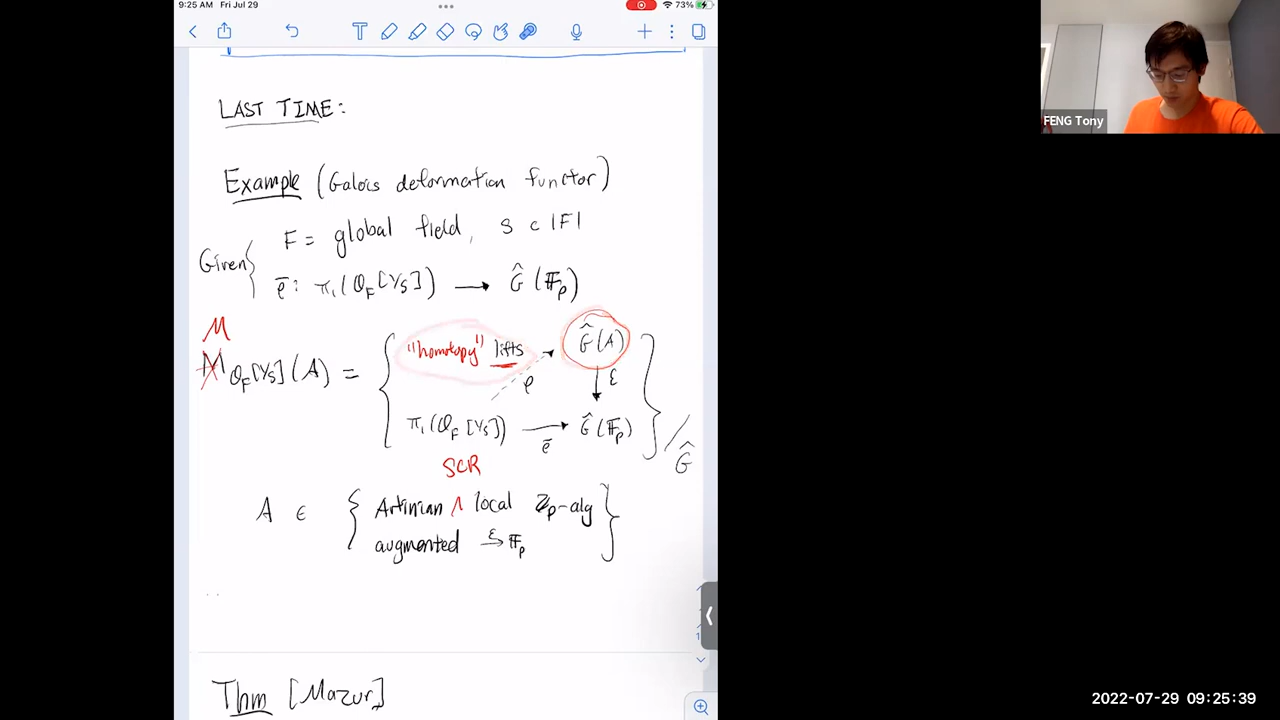 9:25 AM Fri Jul 29
73%
FENG Tony
LAST TIME:
Example (Galois deformation functor)
F = global field, S ⊂ |F|
Given
ρ̄: π₁(𝒪_F[1/S]) → Ĝ(𝔽_p)
ℳ
M 𝒪_F[1/S](A) = { "homotopy" lifts Ĝ(A)
ρ ε
π₁(𝒪_F[1/S]) → Ĝ(𝔽_p) } / Ĝ
ρ̄
SCR
A ∈ { Artinian ∧ local ℤ_p-alg
augmented →^ε 𝔽_p }
Thm [Mazur]
2022-07-29 09:25:39